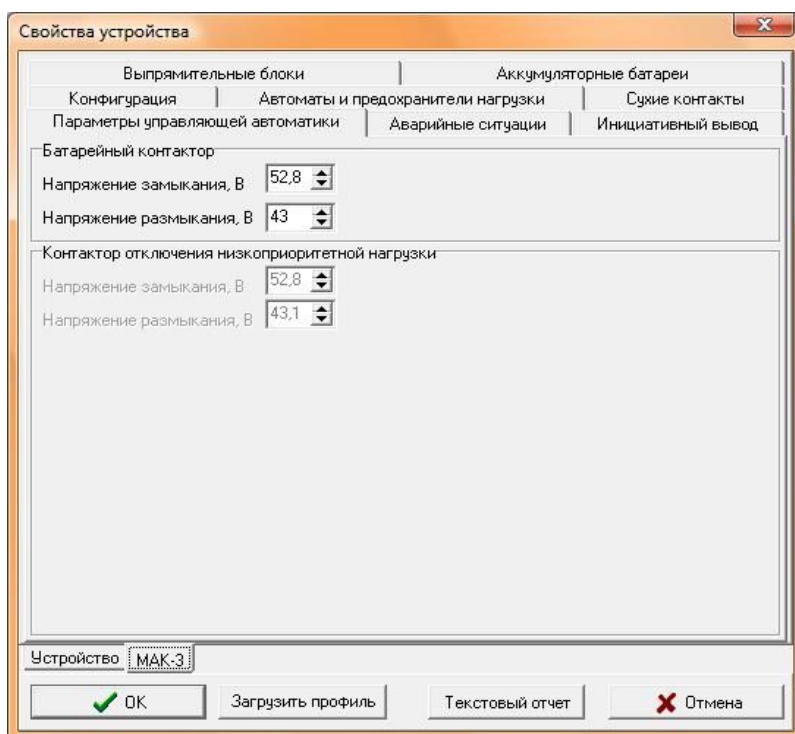 Свойства устройства
Выпрямительные блоки
Аккумуляторные батареи
Конфигурация
Автоматы и предохранители нагрузки
Сухие контакты
Параметры управляющей автоматики
Аварийные ситуации
Инициативный вывод
Батарейный контактор
Напряжение замыкания, В 52,8
Напряжение размыкания, В 43
Контактор отключения низкоприоритетной нагрузки
Напряжение замыкания, В 52,8
Напряжение размыкания, В 43,1
Устройство МАК-3
OK Загрузить профиль Текстовый отчет Отмена